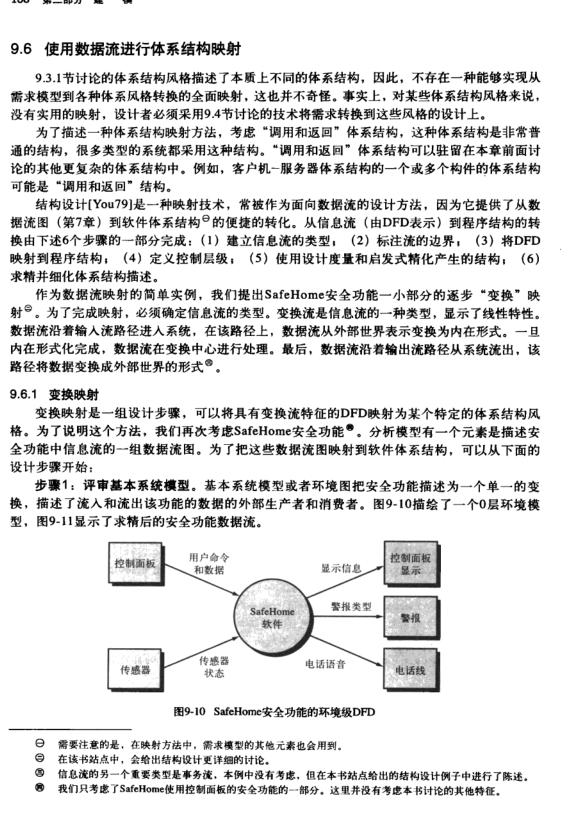 第二部分 建 模
9.6 使用数据流进行体系结构映射
9.3.1节讨论的体系结构风格描述了本质上不同的体系结构，因此，不存在一种能够实现从
需求模型到各种体系风格转换的全面映射，这也并不奇怪。事实上，对某些体系结构风格来说，
没有实用的映射，设计者必须采用9.4节讨论的技术将需求转换到这些风格的设计上。
为了描述一种体系结构映射方法，考虑“调用和返回”体系结构，这种体系结构是非常普
通的结构，很多类型的系统都采用这种结构。“调用和返回”体系结构可以驻留在本章前面讨
论的其他更复杂的体系结构中。例如，客户机-服务器体系结构的一个或多个构件的体系结构
可能是“调用和返回”结构。
结构设计[You79]是一种映射技术，常被作为面向数据流的设计方法，因为它提供了从数
据流图（第7章）到软件体系结构㊀的便捷的转化。从信息流（由DFD表示）到程序结构的转
换由下述6个步骤的一部分完成：（1）建立信息流的类型；（2）标注流的边界；（3）将DFD
映射到程序结构；（4）定义控制层级；（5）使用设计度量和启发式精化产生的结构；（6）
求精并细化体系结构描述。
作为数据流映射的简单实例，我们提出SafeHome安全功能一小部分的逐步“变换”映
射㊁。为了完成映射，必须确定信息流的类型。变换流是信息流的一种类型，显示了线性特性。
数据流沿着输入流路径进入系统，在该路径上，数据流从外部世界表示变换为内在形式。一旦
内在形式化完成，数据流在变换中心进行处理。最后，数据流沿着输出流路径从系统流出，该
路径将数据变换成外部世界的形式㊂。
9.6.1 变换映射
变换映射是一组设计步骤，可以将具有变换流特征的DFD映射为某个特定的体系结构风
格。为了说明这个方法，我们再次考虑SafeHome安全功能㊃。分析模型有一个元素是描述安
全功能中信息流的一组数据流图。为了把这些数据流图映射到软件体系结构，可以从下面的
设计步骤开始：
步骤1：评审基本系统模型。基本系统模型或者环境图把安全功能描述为一个单一的变
换，描述了流入和流出该功能的数据的外部生产者和消费者。图9-10描绘了一个0层环境模
型，图9-11显示了求精后的安全功能数据流。
控制面板
用户命令
和数据
显示信息
控制面板
显示
SafeHome
软件
警报类型
警报
传感器
传感器
状态
电话语音
电话线
图9-10 SafeHome安全功能的环境级DFD
㊀ 需要注意的是，在映射方法中，需求模型的其他元素也会用到。
㊁ 在该书站点中，会给出结构设计更详细的讨论。
㊂ 信息流的另一个重要类型是事务流，本例中没有考虑，但在本书站点给出的结构设计例子中进行了陈述。
㊃ 我们只考虑了SafeHome使用控制面板的安全功能的一部分。这里并没有考虑本书讨论的其他特征。